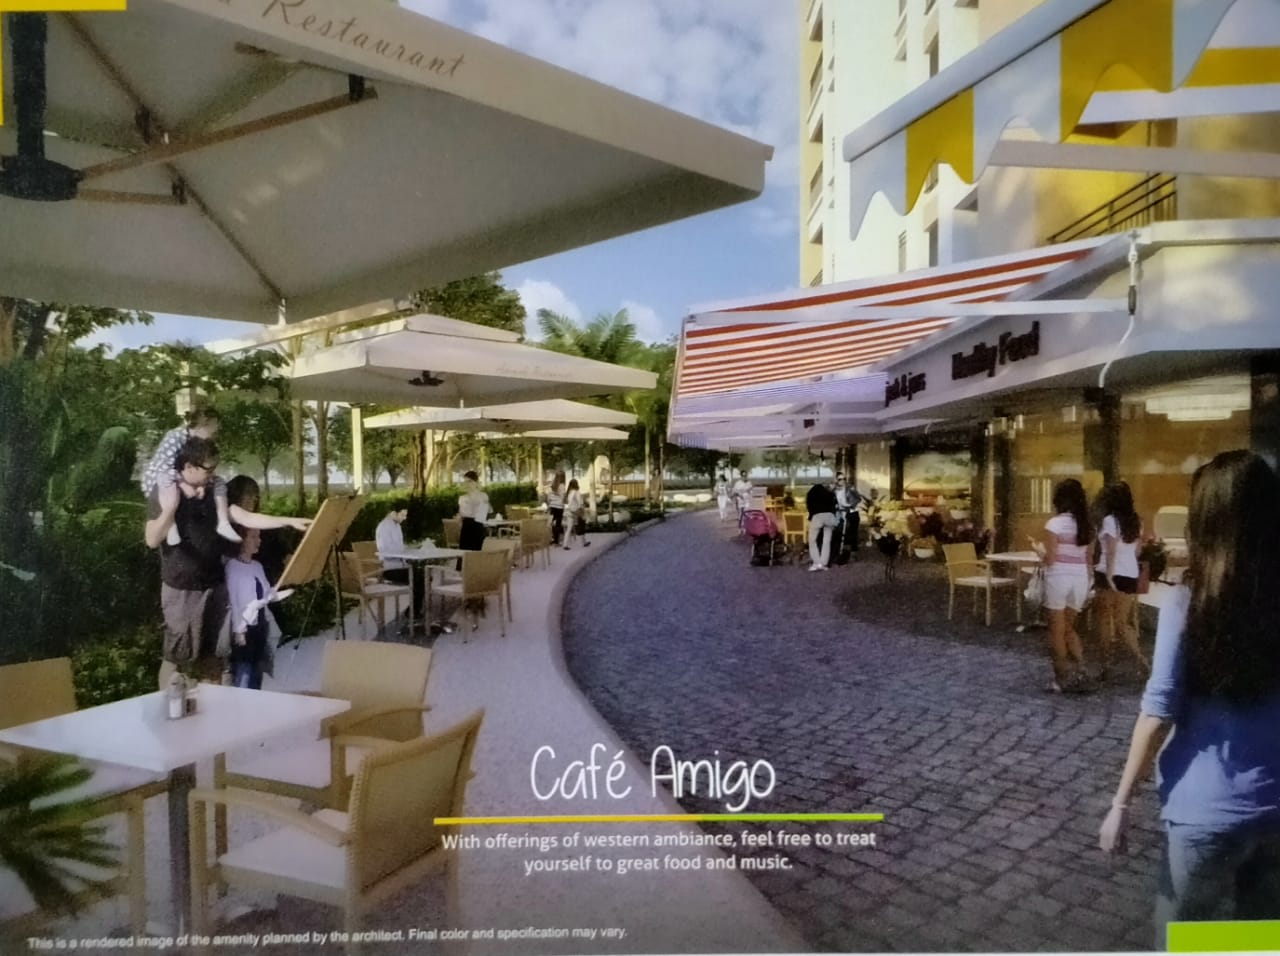 Restaurant
Restaurant
Healthy Food
Café Amigo
With offerings of western ambiance, feel free to treat
yourself to great food and music.
This is a rendered image of the amenity planned by the architect. Final color and specification may vary.